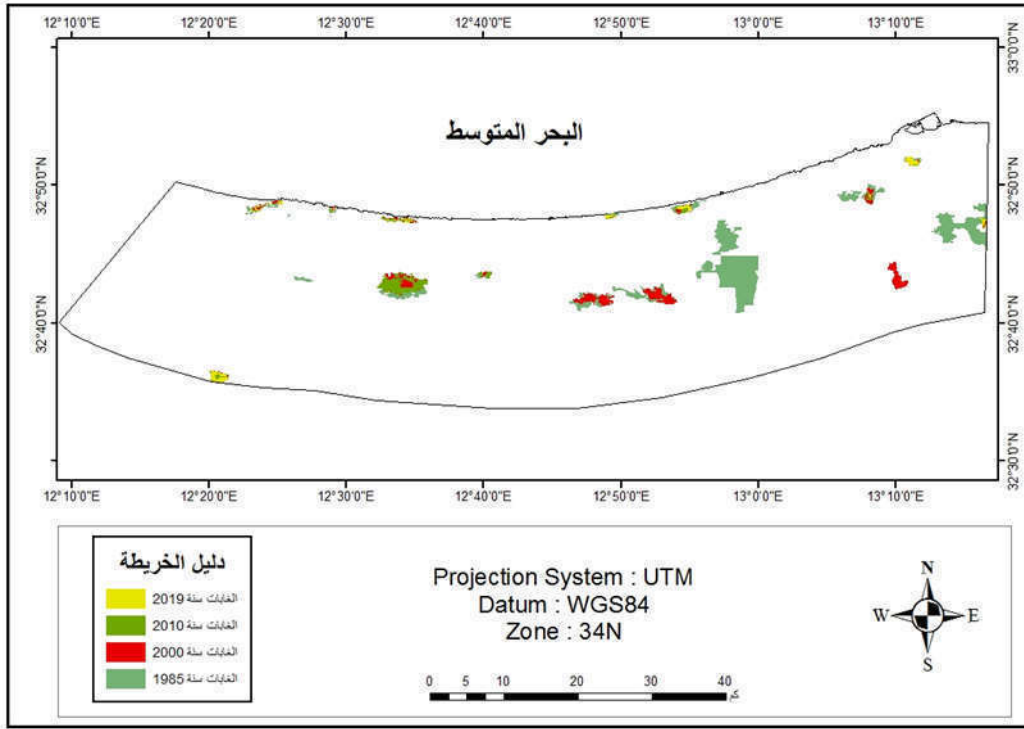 12°10'0"E 12°20'0"E 12°30'0"E 12°40'0"E 12°50'0"E 13°0'0"E 13°10'0"E
33°0'0"N
البحر المتوسط
32°50'0"N 32°50'0"N
32°40'0"N 32°40'0"N
32°30'0"N
12°10'0"E 12°20'0"E 12°30'0"E 12°40'0"E 12°50'0"E 13°0'0"E 13°10'0"E
دليل الخريطة
الغابات سنة 2019
الغابات سنة 2010
الغابات سنة 2000
الغابات سنة 1985
Projection System : UTM
Datum : WGS84
Zone : 34N
0 5 10 20 30 40
كم
N
W E
S